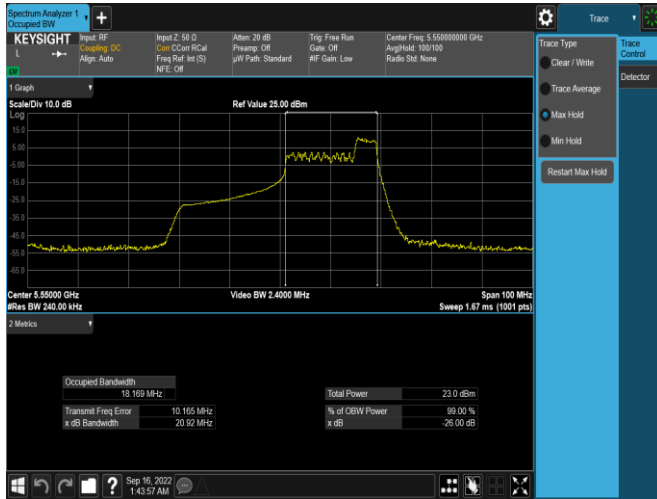 Spectrum Analyzer 1
Occupied BW
Trace
KEYSIGHT
L
LU
Input: RF
Coupling: DC
Align: Auto
Input Z: 50 Ω
Corr CCorr RCal
Freq Ref: Int (S)
NFE: Off
Atten: 20 dB
Preamp: Off
µW Path: Standard
Trig: Free Run
Gate: Off
#IF Gain: Low
Center Freq: 5.550000000 GHz
Avg|Hold: 100/100
Radio Std: None
Trace Type
Clear / Write
Trace Average
Max Hold
Min Hold
Restart Max Hold
Trace
Control
Detector
1 Graph
Scale/Div 10.0 dB
Ref Value 25.00 dBm
Log
15.0
5.00
-5.00
-15.0
-25.0
-35.0
-45.0
-55.0
-65.0
Center 5.55000 GHz
#Res BW 240.00 kHz
Video BW 2.4000 MHz
Span 100 MHz
Sweep 1.67 ms (1001 pts)
2 Metrics
Occupied Bandwidth
18.169 MHz
Transmit Freq Error 10.165 MHz
x dB Bandwidth 20.92 MHz
Total Power 23.0 dBm
% of OBW Power 99.00 %
x dB -26.00 dB
Sep 16, 2022
1:43:57 AM